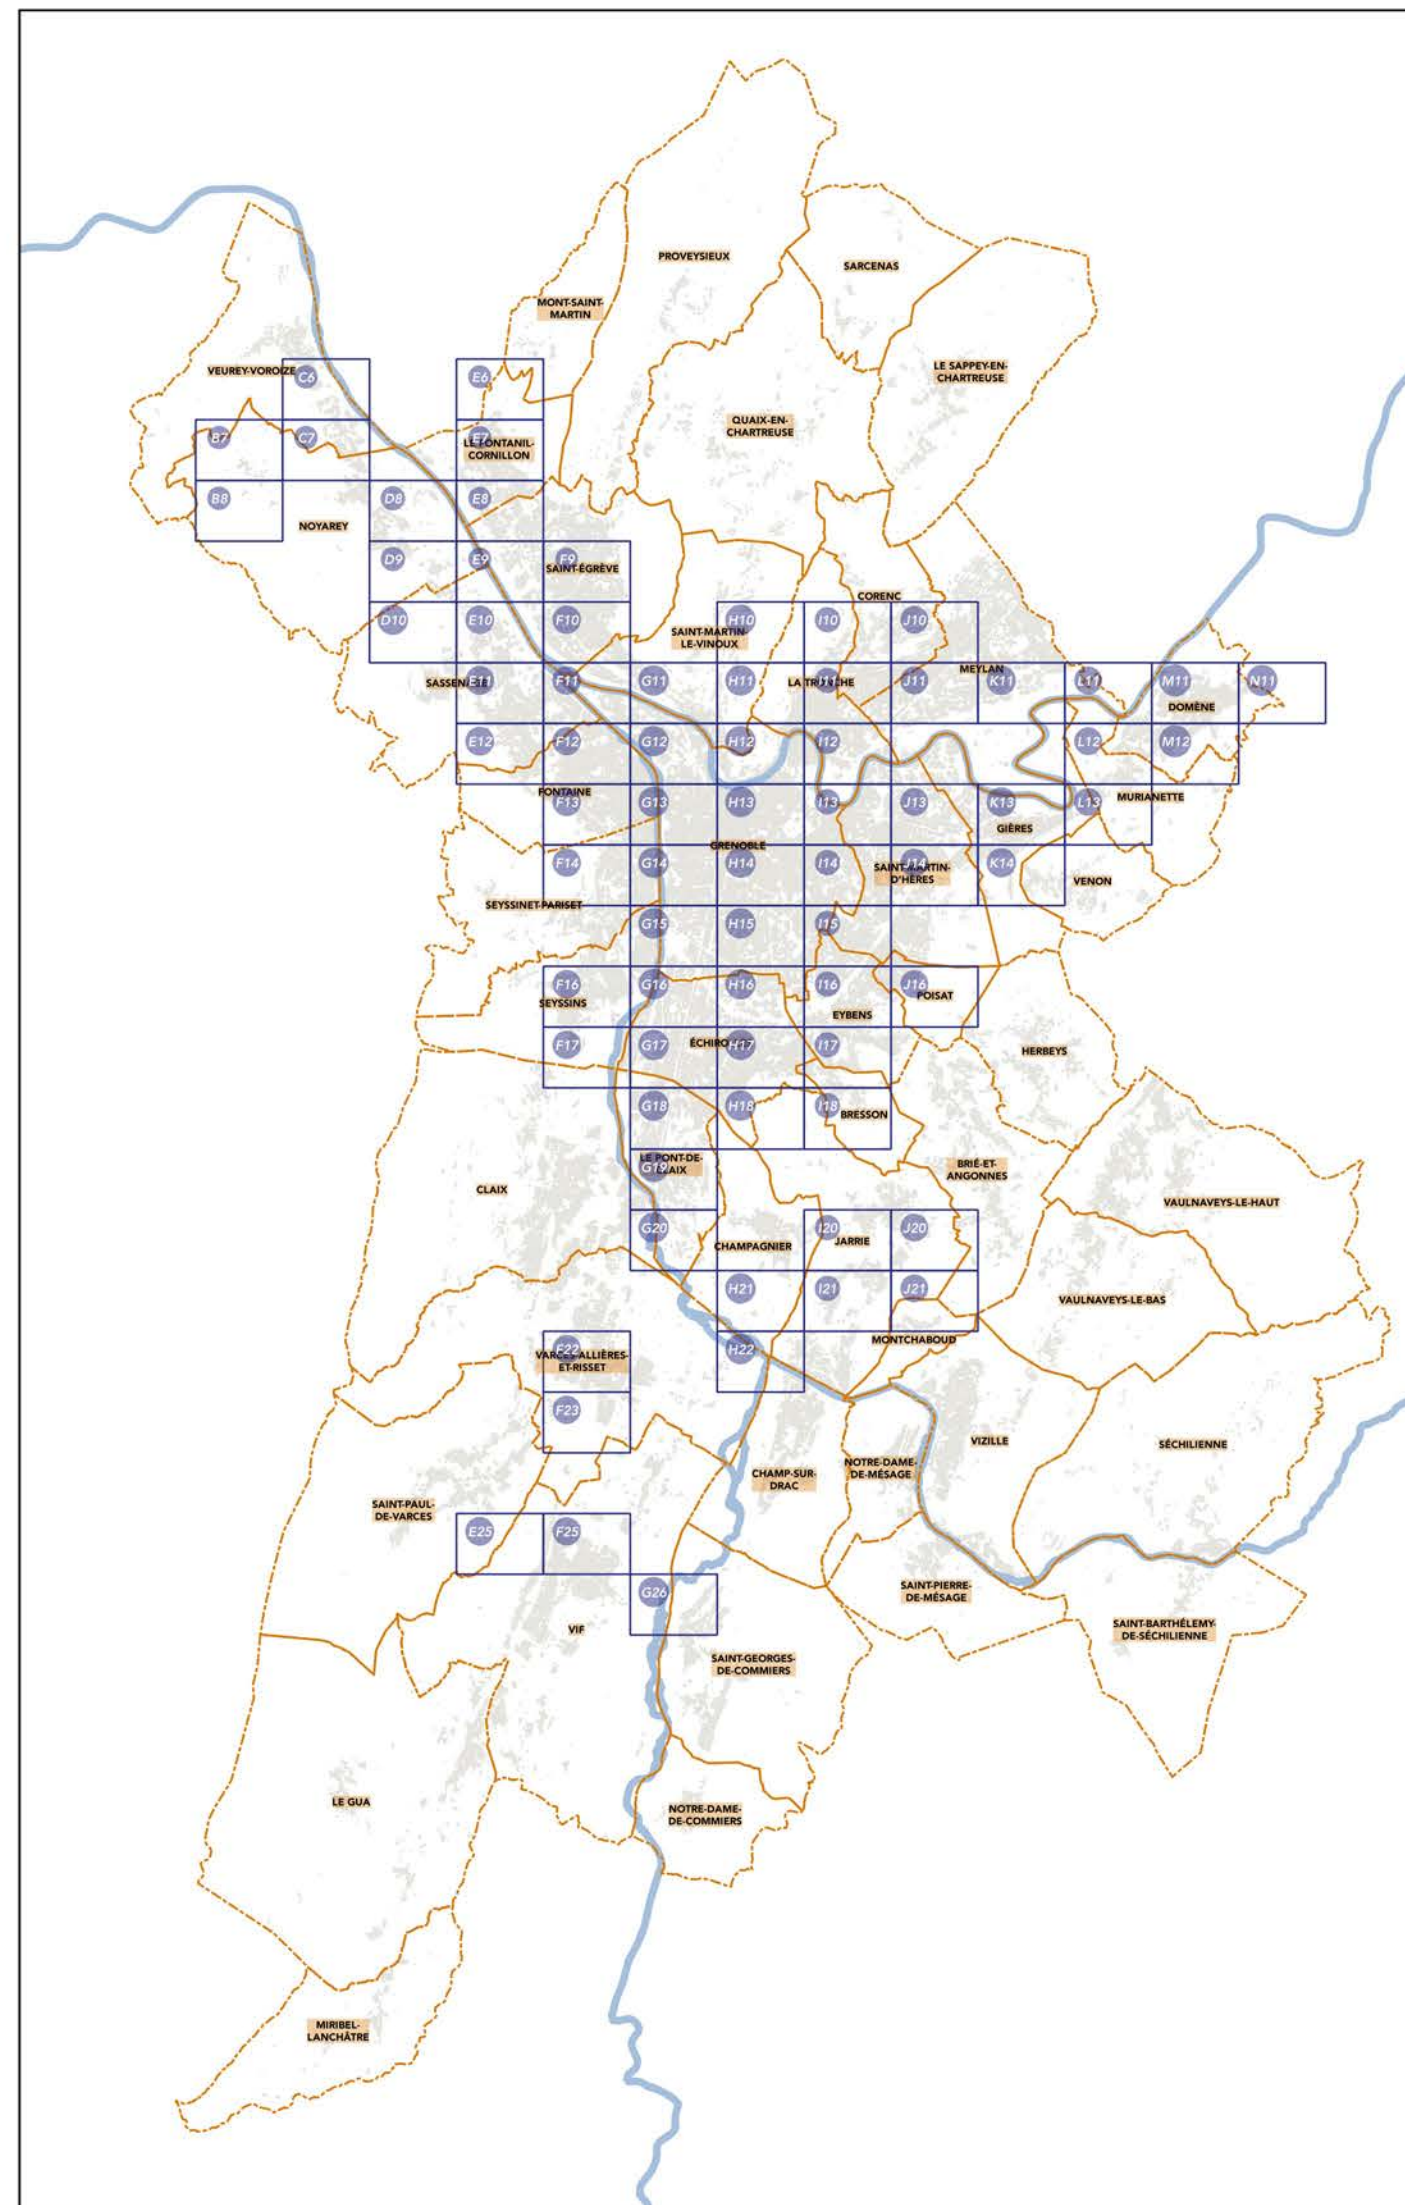 PROVEYSIEUX
SARCENAS
MONT-SAINT-
MARTIN
LE SAPPEY-EN-
CHARTREUSE
VEUREY-VOROIZE
C6
E6
QUAIX-EN-
CHARTREUSE
B7
C7
E7
LE FONTANIL-
CORNILLON
B8
D8
E8
NOYAREY
D9
E9
F9
SAINT-ÉGRÈVE
CORENC
D10
E10
F10
H10
I10
J10
SAINT-MARTIN-
LE-VINOUX
MEYLAN
SASSENAGE
E11
F11
G11
H11
LA TRONCHE
J11
K11
L11
M11
N11
DOMÈNE
E12
F12
G12
H12
I12
L12
M12
FONTAINE
F13
G13
H13
I13
J13
K13
L13
MURIANETTE
GIÈRES
GRENOBLE
F14
G14
H14
I14
J14
K14
SAINT-MARTIN-
D'HÈRES
VENON
SEYSSINET-PARISET
G15
H15
I15
F16
G16
H16
I16
J16
SEYSSINS
POISAT
EYBENS
F17
G17
ÉCHIROLLES
H17
I17
HERBEYS
G18
H18
I18
BRESSON
LE PONT-DE-
CLAIX
G19
BRIÉ-ET-
ANGONNES
CLAIX
VAULNAVEYS-LE-HAUT
G20
I20
J20
CHAMPAGNIER
JARRIE
H21
I21
J21
VAULNAVEYS-LE-BAS
MONTCHABOUD
F22
H22
VARCES-ALLIÈRES-
ET-RISSET
F23
VIZILLE
SÉCHILIENNE
NOTRE-DAME-
DE-MÉSAGE
CHAMP-SUR-
DRAC
SAINT-PAUL-
DE-VARCES
E25
F25
G26
SAINT-PIERRE-
DE-MÉSAGE
VIF
SAINT-BARTHÉLEMY-
DE-SÉCHILIENNE
SAINT-GEORGES-
DE-COMMIERS
LE GUA
NOTRE-DAME-
DE-COMMIERS
MIRIBEL-
LANCHÂTRE